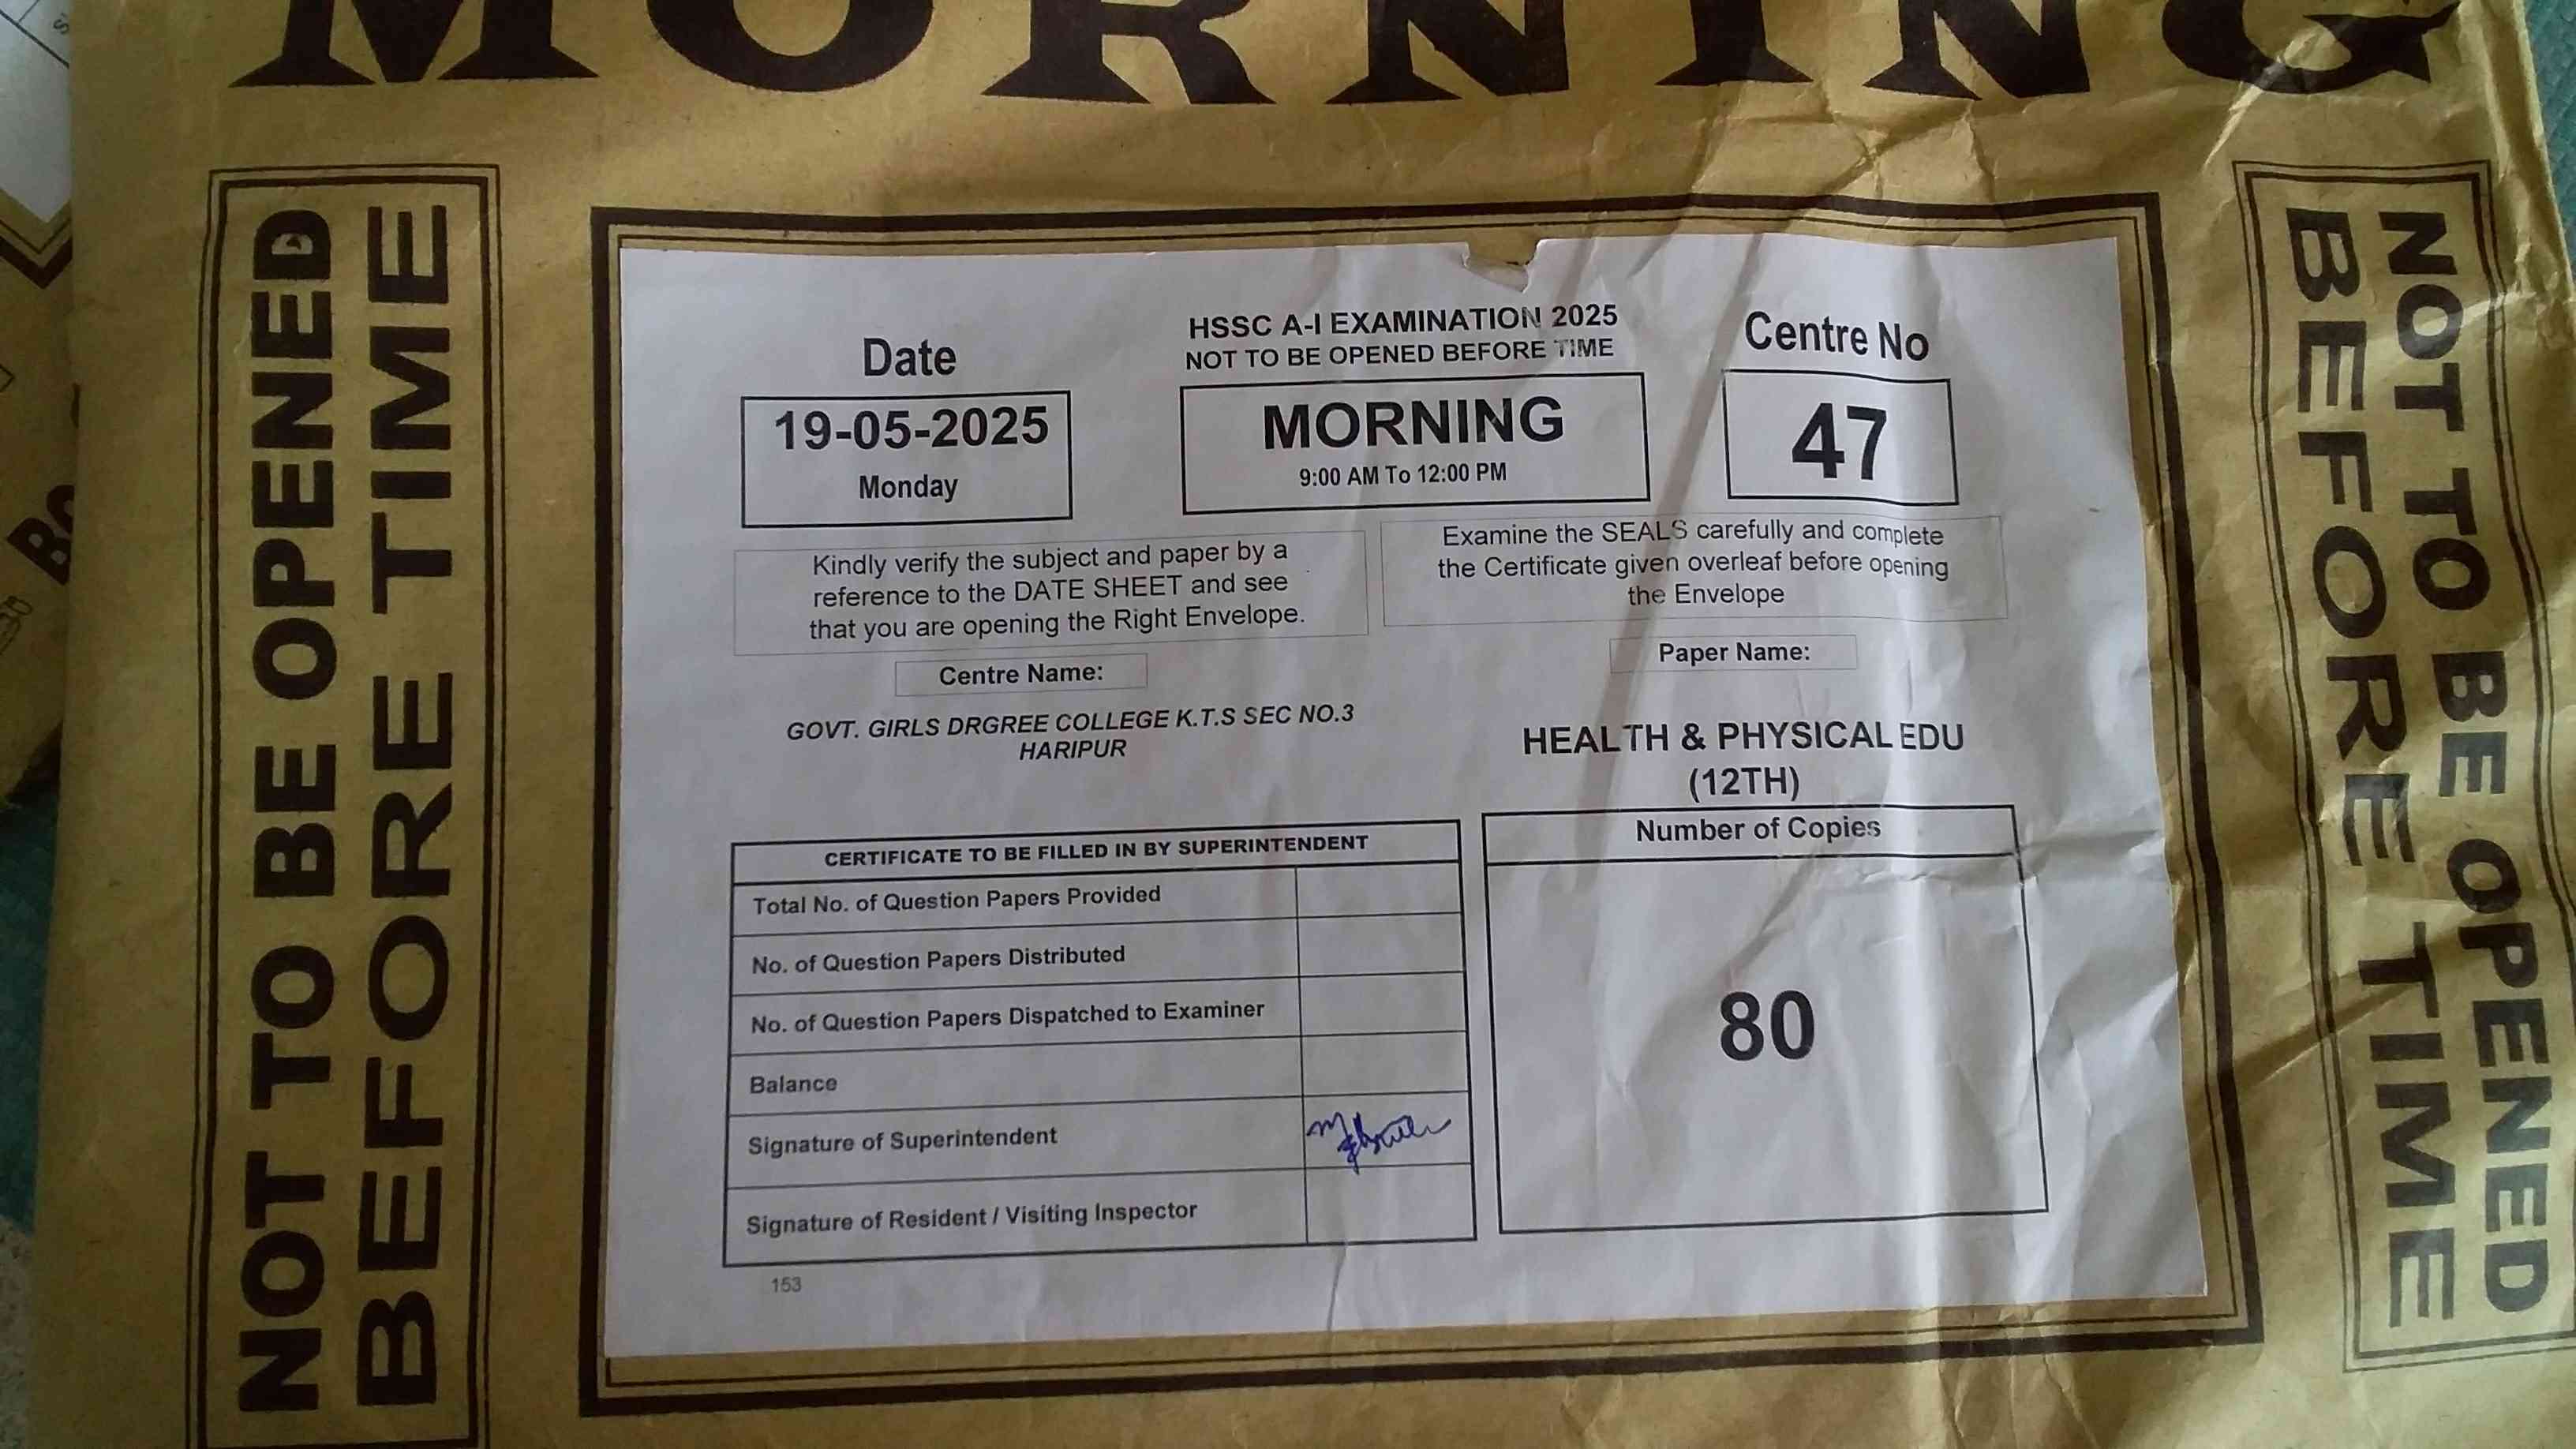 MORNING
NOT TO BE OPENED
BEFORE TIME
HSSC A-I EXAMINATION 2025
NOT TO BE OPENED BEFORE TIME
Date
19-05-2025
Monday
MORNING
9:00 AM To 12:00 PM
Centre No
47
Kindly verify the subject and paper by a
reference to the DATE SHEET and see
that you are opening the Right Envelope.
Examine the SEALS carefully and complete
the Certificate given overleaf before opening
the Envelope
Centre Name:
GOVT. GIRLS DRGREE COLLEGE K.T.S SEC NO.3
HARIPUR
Paper Name:
HEALTH & PHYSICAL EDU
(12TH)
CERTIFICATE TO BE FILLED IN BY SUPERINTENDENT
Total No. of Question Papers Provided
No. of Question Papers Distributed
No. of Question Papers Dispatched to Examiner
Balance
Signature of Superintendent
Signature of Resident / Visiting Inspector
153
Number of Copies
80
NOT TO BE OPENED
BEFORE TIME